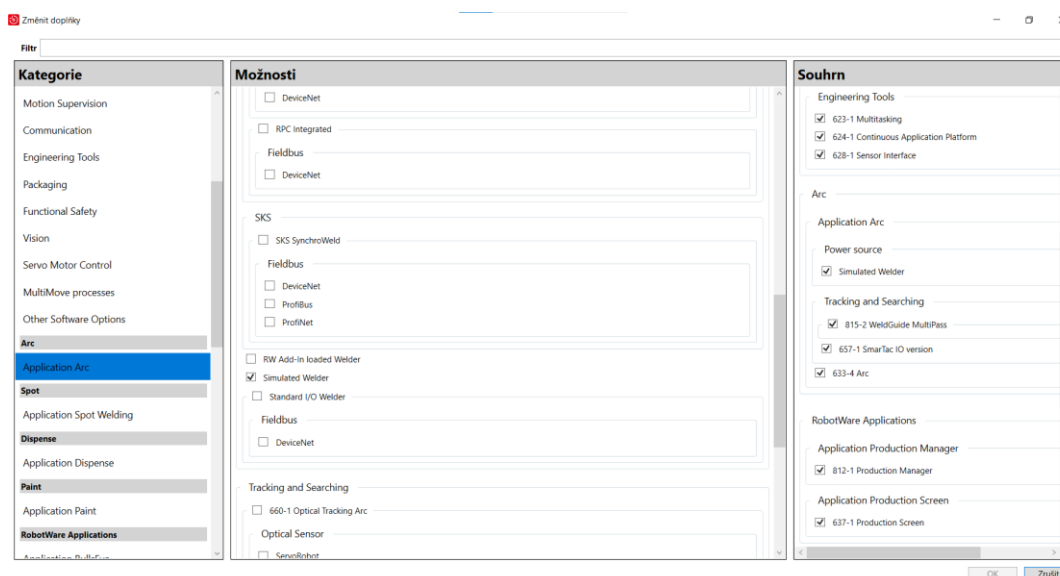 Změnit doplňky
Filtr
Kategorie
Motion Supervision
Communication
Engineering Tools
Packaging
Functional Safety
Vision
Servo Motor Control
MultiMove processes
Other Software Options
Arc
Application Arc
Spot
Application Spot Welding
Dispense
Application Dispense
Paint
Application Paint
RobotWare Applications
Možnosti
DeviceNet
RPC Integrated
Fieldbus
DeviceNet
SKS
SKS SynchroWeld
Fieldbus
DeviceNet
ProfiBus
ProfiNet
RW Add-In loaded Welder
Simulated Welder
Standard I/O Welder
Fieldbus
DeviceNet
Tracking and Searching
660-1 Optical Tracking Arc
Optical Sensor
ServoRobot
Souhrn
Engineering Tools
623-1 Multitasking
624-1 Continuous Application Platform
628-1 Sensor Interface
Arc
Application Arc
Power source
Simulated Welder
Tracking and Searching
815-2 WeldGuide MultiPass
657-1 SmarTac IO version
633-4 Arc
RobotWare Applications
Application Production Manager
812-1 Production Manager
Application Production Screen
637-1 Production Screen
OK
Zrušit